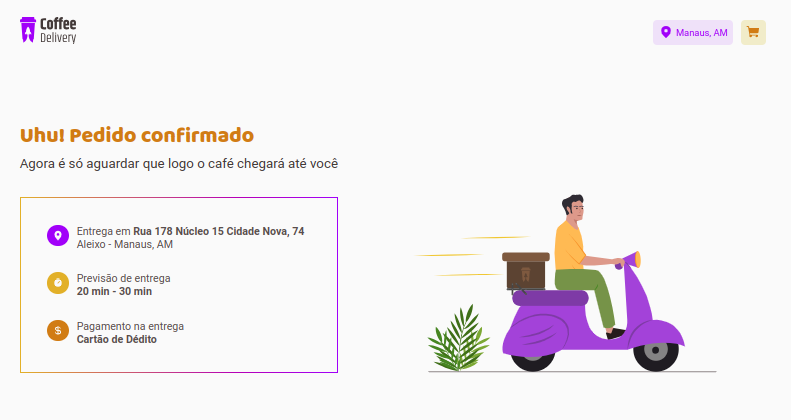 Coffee
Delivery
Manaus, AM
Uhu! Pedido confirmado
Agora é só aguardar que logo o café chegará até você
Entrega em Rua 178 Núcleo 15 Cidade Nova, 74
Aleixo - Manaus, AM
Previsão de entrega
20 min - 30 min
Pagamento na entrega
Cartão de Dédito